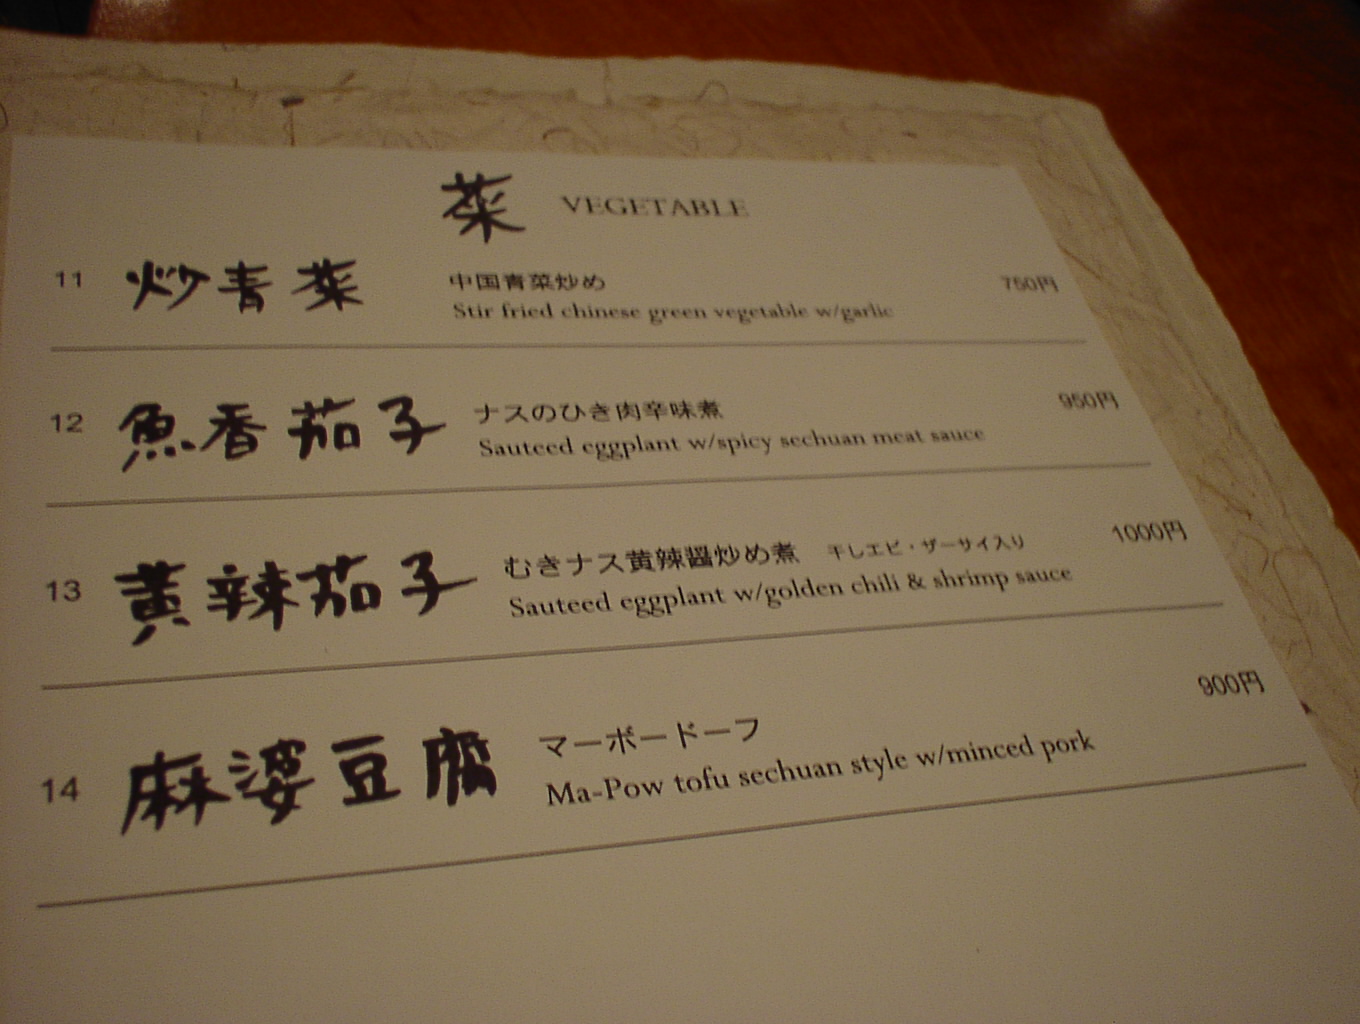 菜 VEGETABLE
11 炒青菜 中国青菜炒め 750円
Stir fried chinese green vegetable w/garlic
12 魚香茄子 ナスのひき肉辛味煮 950円
Sauteed eggplant w/spicy sechuan meat sauce
13 黄辣茄子 むきナス黄辣醤炒め煮 干しエビ・ザーサイ入り 1000円
Sauteed eggplant w/golden chili & shrimp sauce
14 麻婆豆腐 マーボードーフ 900円
Ma-Pow tofu sechuan style w/minced pork